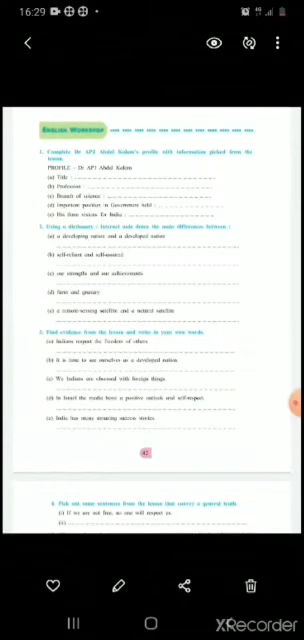 16:29
4G
ENGLISH WORKSHOP
1. Complete Dr APJ Abdul Kalam's profile with information picked from the
lesson.
PROFILE - Dr APJ Abdul Kalam
(a) Title :
(b) Profession :
(c) Branch of science :
(d) Important position in Government held :
(e) His three visions for India :
2. Using a dictionary / internet note down the main differences between :
(a) a developing nation and a developed nation
(b) self-reliant and self-assured
(c) our strengths and our achievements
(d) farm and granary
(e) a remote-sensing satellite and a natural satellite
3. Find evidence from the lesson and write in your own words.
(a) Indians respect the freedom of others
(b) It is time to see ourselves as a developed nation
(c) We Indians are obsessed with foreign things
(d) In Israel the media have a positive outlook and self-respect.
(e) India has many amazing success stories
42
4. Pick out some sentences from the lesson that convey a general truth.
(i) If we are not free, no one will respect us.
(ii)
XRecorder